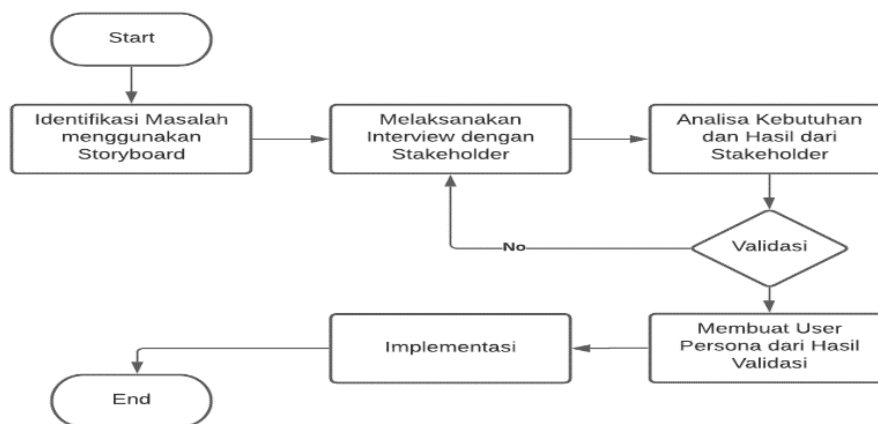 Start
Identifikasi Masalah
menggunakan
Storyboard
Melaksanakan
Interview dengan
Stakeholder
Analisa Kebutuhan
dan Hasil dari
Stakeholder
Validasi
No
Membuat User
Persona dari Hasil
Validasi
Implementasi
End